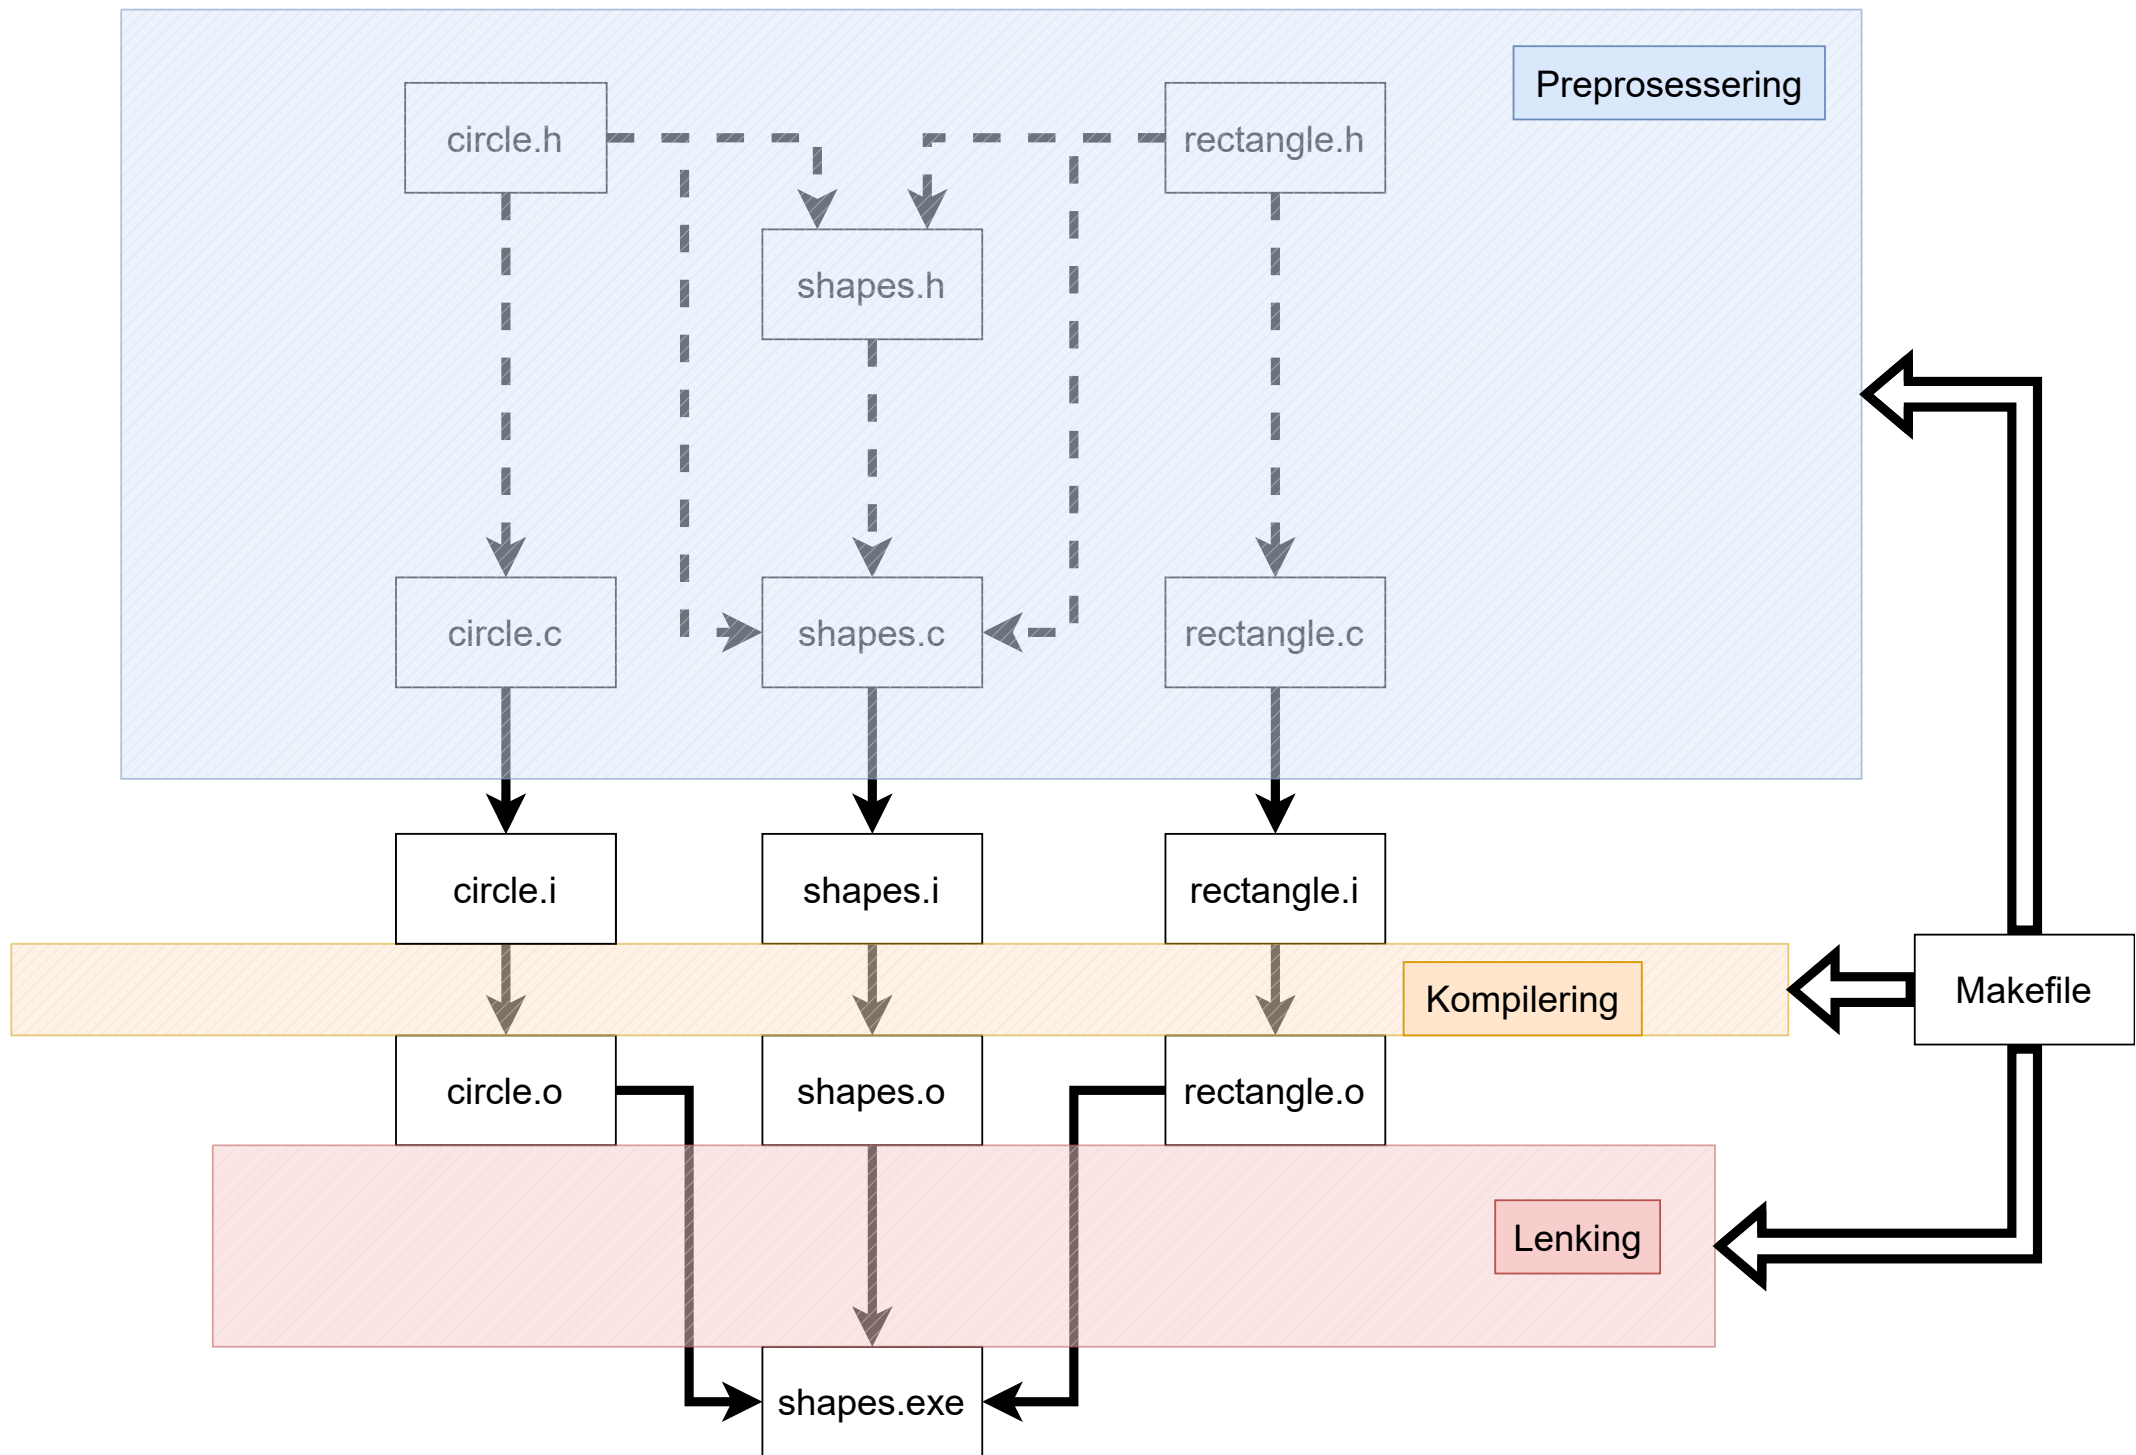 Preprosessering
circle.h
rectangle.h
shapes.h
circle.c
shapes.c
rectangle.c
circle.i
shapes.i
rectangle.i
Kompilering
Makefile
circle.o
shapes.o
rectangle.o
Lenking
shapes.exe